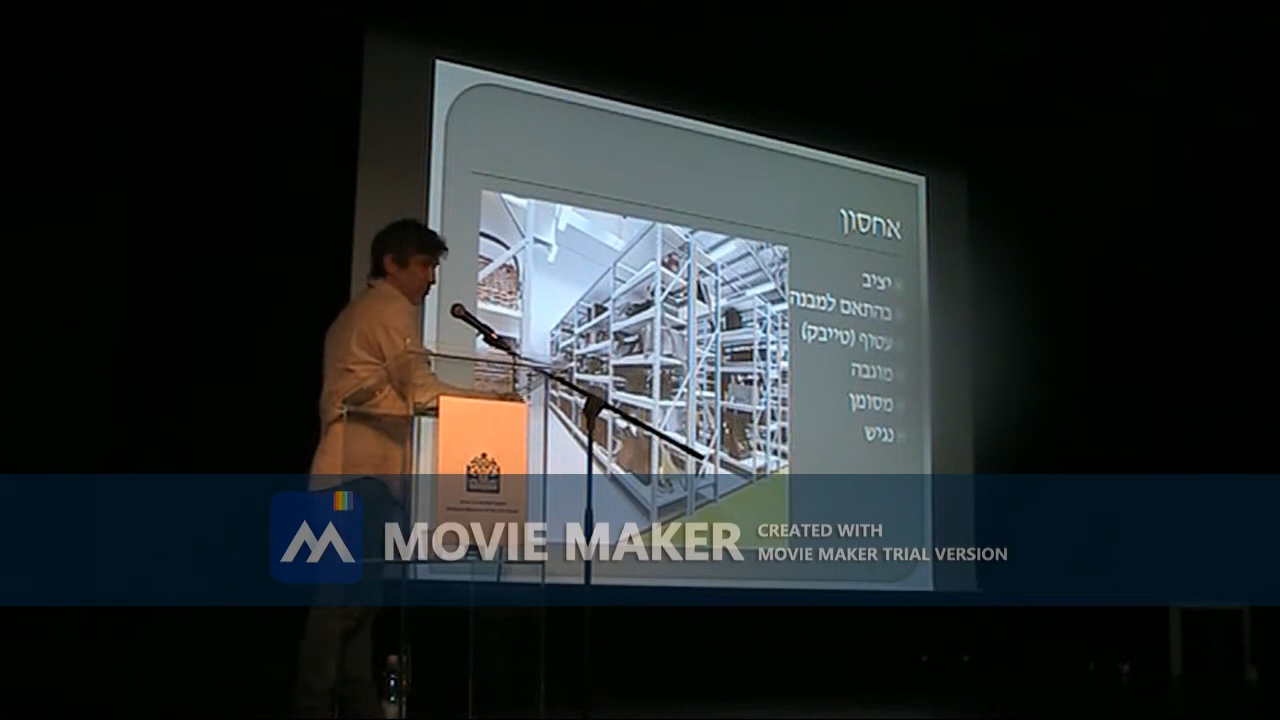 אחסון
יציב
בהתאם למבנה
עטוף (טייבק)
מוגבה
מסומן
נגיש
MOVIE MAKER
CREATED WITH
MOVIE MAKER TRIAL VERSION